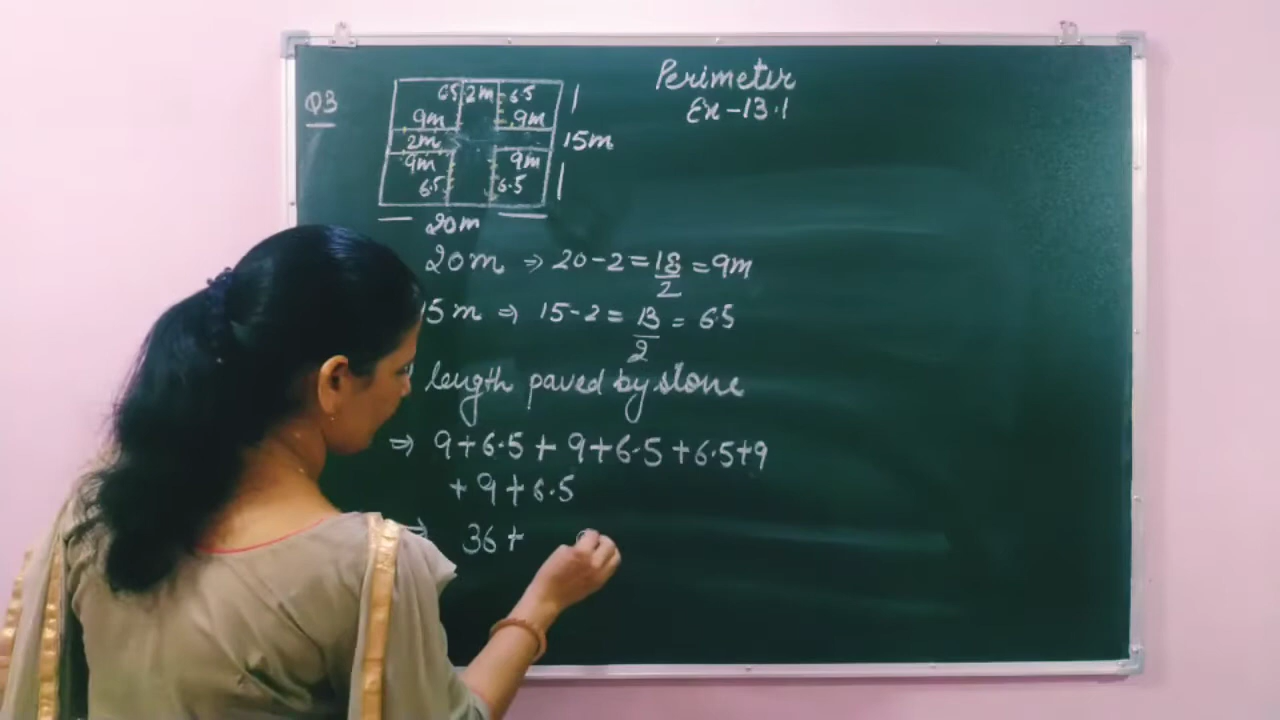 Perimeter
Ex-13.1
Q3
6.5 2m 6.5
9m 9m
2m 15m
9m 9m
6.5 6.5
20m
20m ⇒ 20-2 = 18/2 = 9m
15m ⇒ 15-2 = 13/2 = 6.5
length paved by stone
⇒ 9+6.5 + 9+6.5 +6.5+9
+ 9 + 6.5
⇒ 36 +